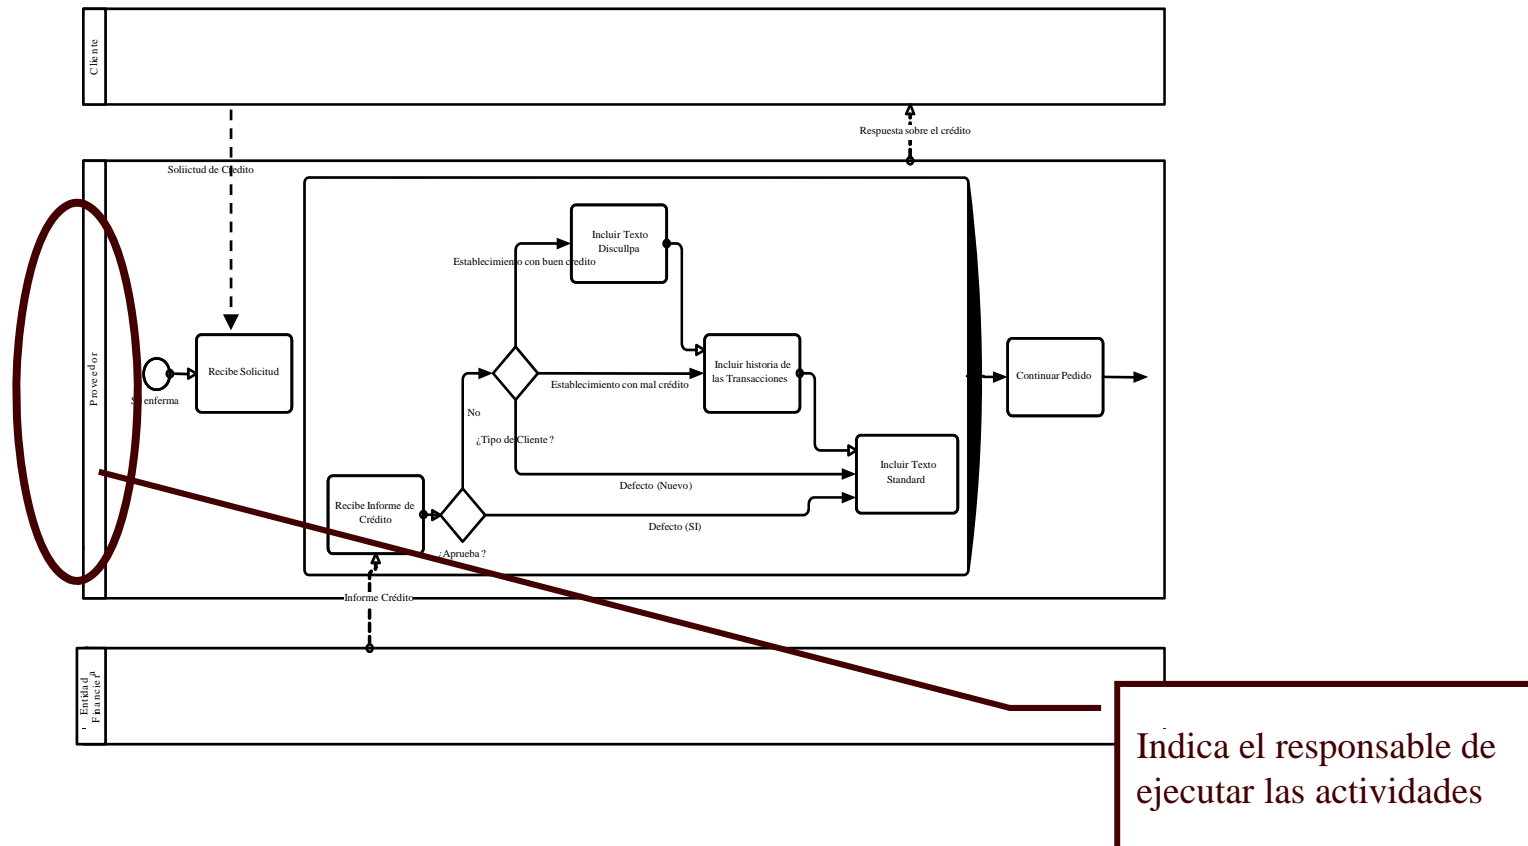 Cliente
Respuesta sobre el crédito
Soliictud de Credito
Incluir Texto
Discullpa
Establecimiento con buen credito
Proveedor
Recibe Solicitud
enferma
Incluir historia de
las Transacciones
Establecimiento con mal crédito
Continuar Pedido
No
¿Tipo de Cliente ?
Incluir Texto
Standard
Defecto (Nuevo)
Recibe Informe de
Crédito
Defecto (SI)
¿Aprueba ?
Informe Crédito
Entidad
Financiera
Indica el responsable de
ejecutar las actividades